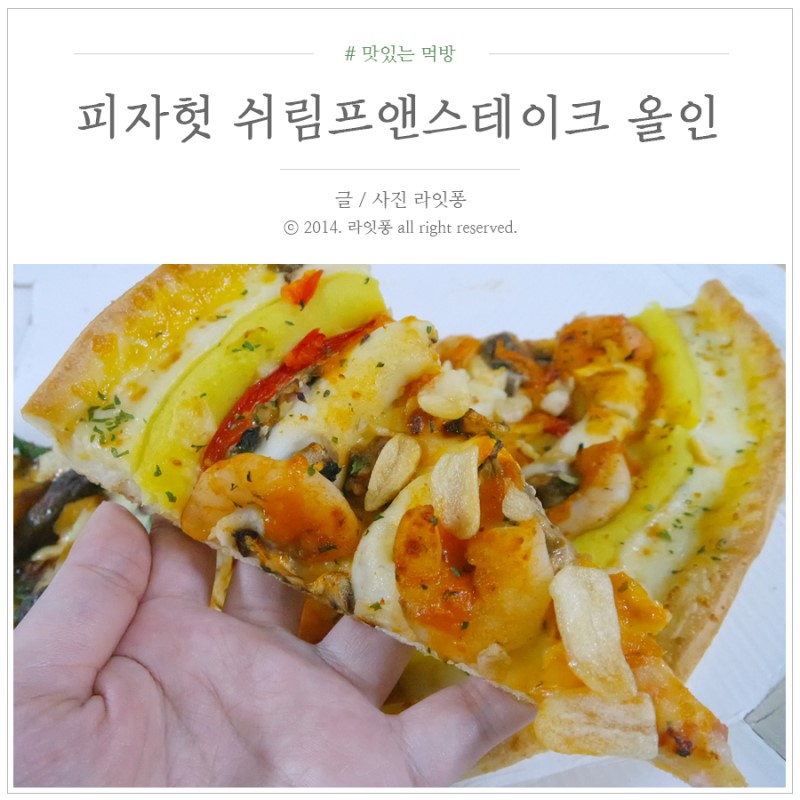 # 맛있는 먹방
피자헛 쉬림프앤스테이크 올인
글 / 사진 라잇퐁
ⓒ 2014. 라잇퐁 all right reserved.